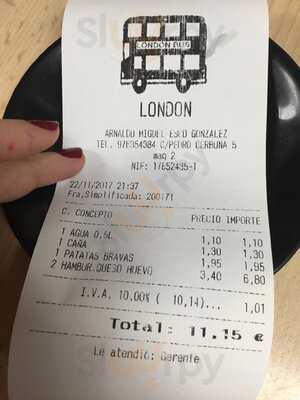 LONDON BUS
LONDON
ARNALDO MIGUEL ESCO GONZALEZ
TEL. 976354384 C/PEDRO CERBUNA 5
maq 2
NIF: 17852495-T
22/11/2017 21:37
Fra.Simplificada: 200171
C. CONCEPTO PRECIO IMPORTE
1 AGUA 0.5L 1,10 1,10
1 CAÑA 1,30 1,30
1 PATATAS BRAVAS 1,95 1,95
2 HAMBUR.QUESO HUEVO 3,40 6,80
I.V.A. 10.00% ( 10,14)... 1,01
Total: 11.15 €
Le atendió: Gerente